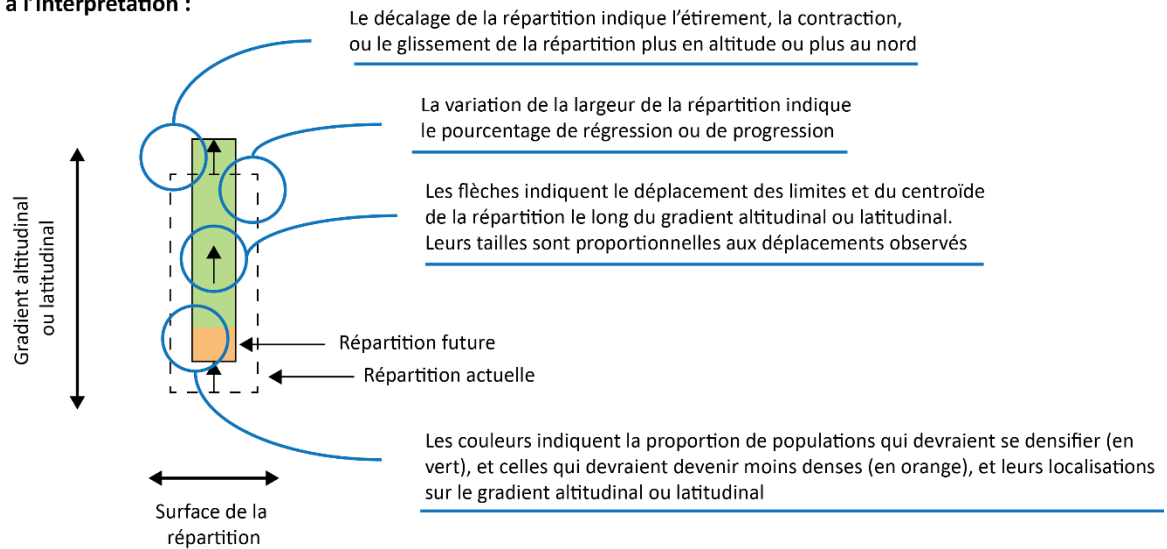 à l'interprétation :
Le décalage de la répartition indique l'étirement, la contraction,
ou le glissement de la répartition plus en altitude ou plus au nord
La variation de la largeur de la répartition indique
le pourcentage de régression ou de progression
Les flèches indiquent le déplacement des limites et du centroïde
de la répartition le long du gradient altitudinal ou latitudinal.
Leurs tailles sont proportionnelles aux déplacements observés
Gradient altitudinal
ou latitudinal
Répartition future
Répartition actuelle
Les couleurs indiquent la proportion de populations qui devraient se densifier (en
vert), et celles qui devraient devenir moins denses (en orange), et leurs localisations
sur le gradient altitudinal ou latitudinal
Surface de la
répartition